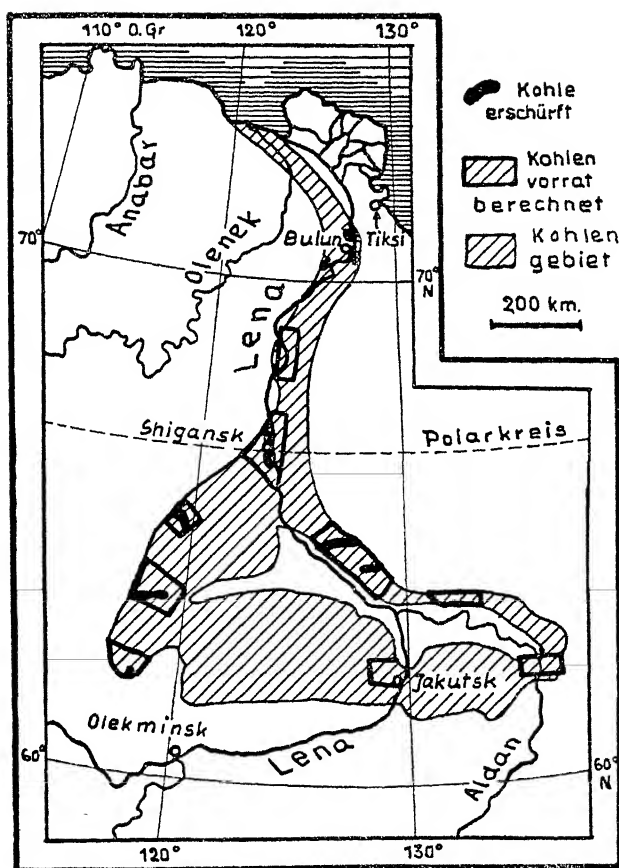 110° O. Gr
120°
130°
Kohle
erschürft
Kohlen
vorrat
berechnet
Kohlen
gebiet
200 km.
Anabar
Olenek
70°
Bulun
Tiksi
70°
N
Lena
Shigansk
Polarkreis
Jakutsk
Olekminsk
Lena
Aldan
60°
60°
N
120°
130°